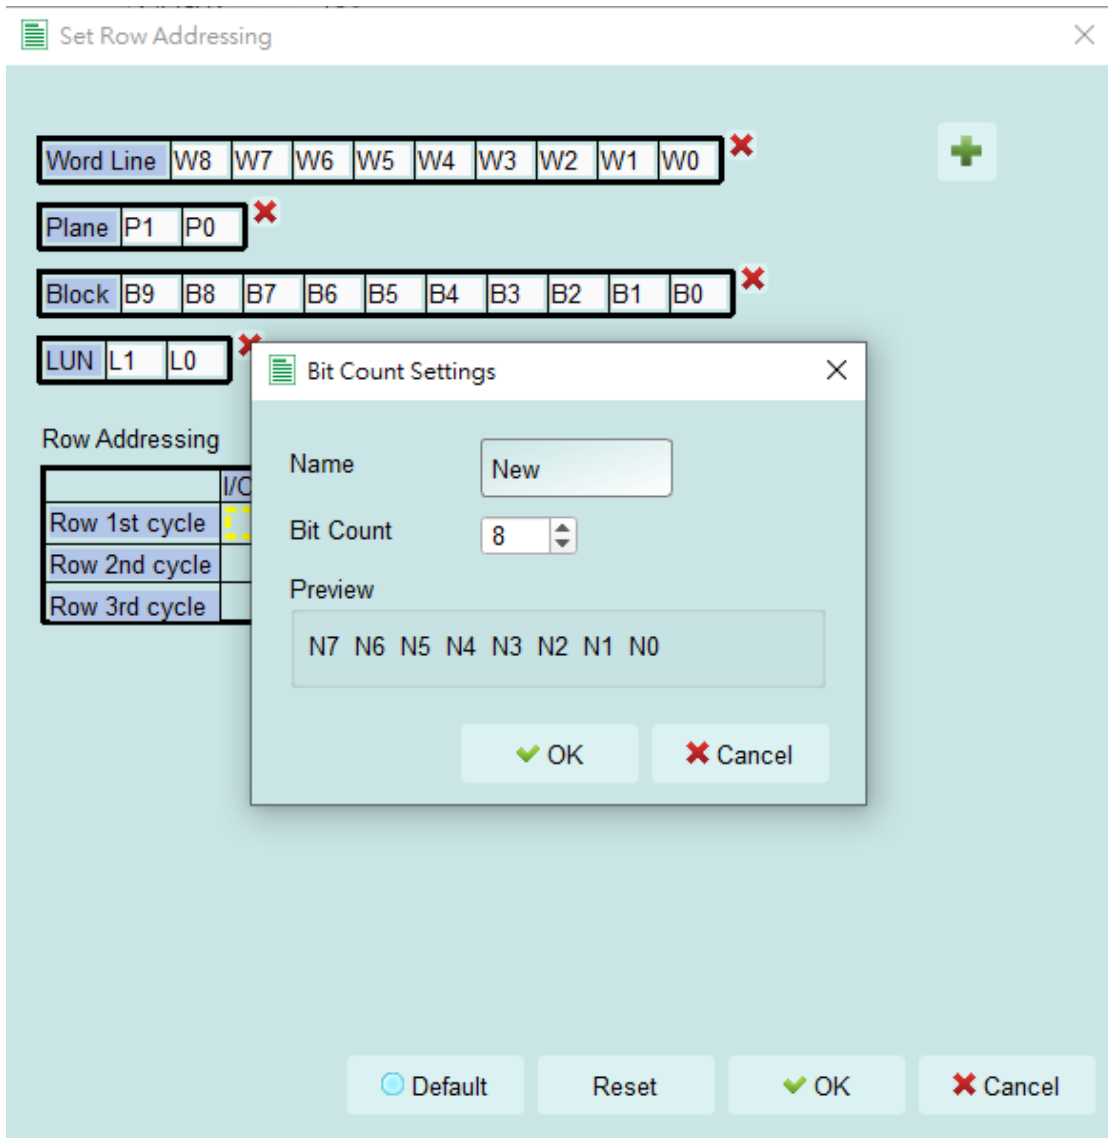 Set Row Addressing
Word Line W8 W7 W6 W5 W4 W3 W2 W1 W0
Plane P1 P0
Block B9 B8 B7 B6 B5 B4 B3 B2 B1 B0
LUN L1 L0
Row Addressing
Row 1st cycle
Row 2nd cycle
Row 3rd cycle
Bit Count Settings
Name New
Bit Count 8
Preview
N7 N6 N5 N4 N3 N2 N1 N0
OK Cancel
Default Reset OK Cancel